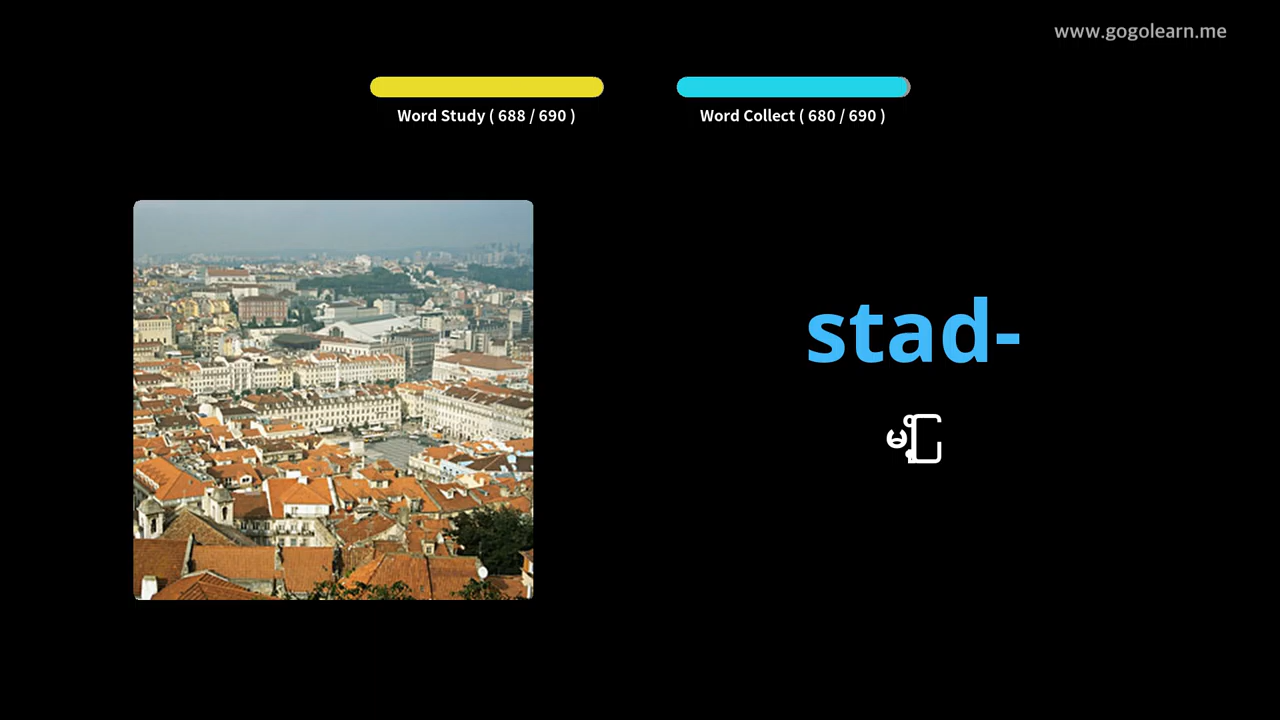 www.gogolearn.me
Word Study ( 688 / 690 )
Word Collect ( 680 / 690 )
stad-
မြို့